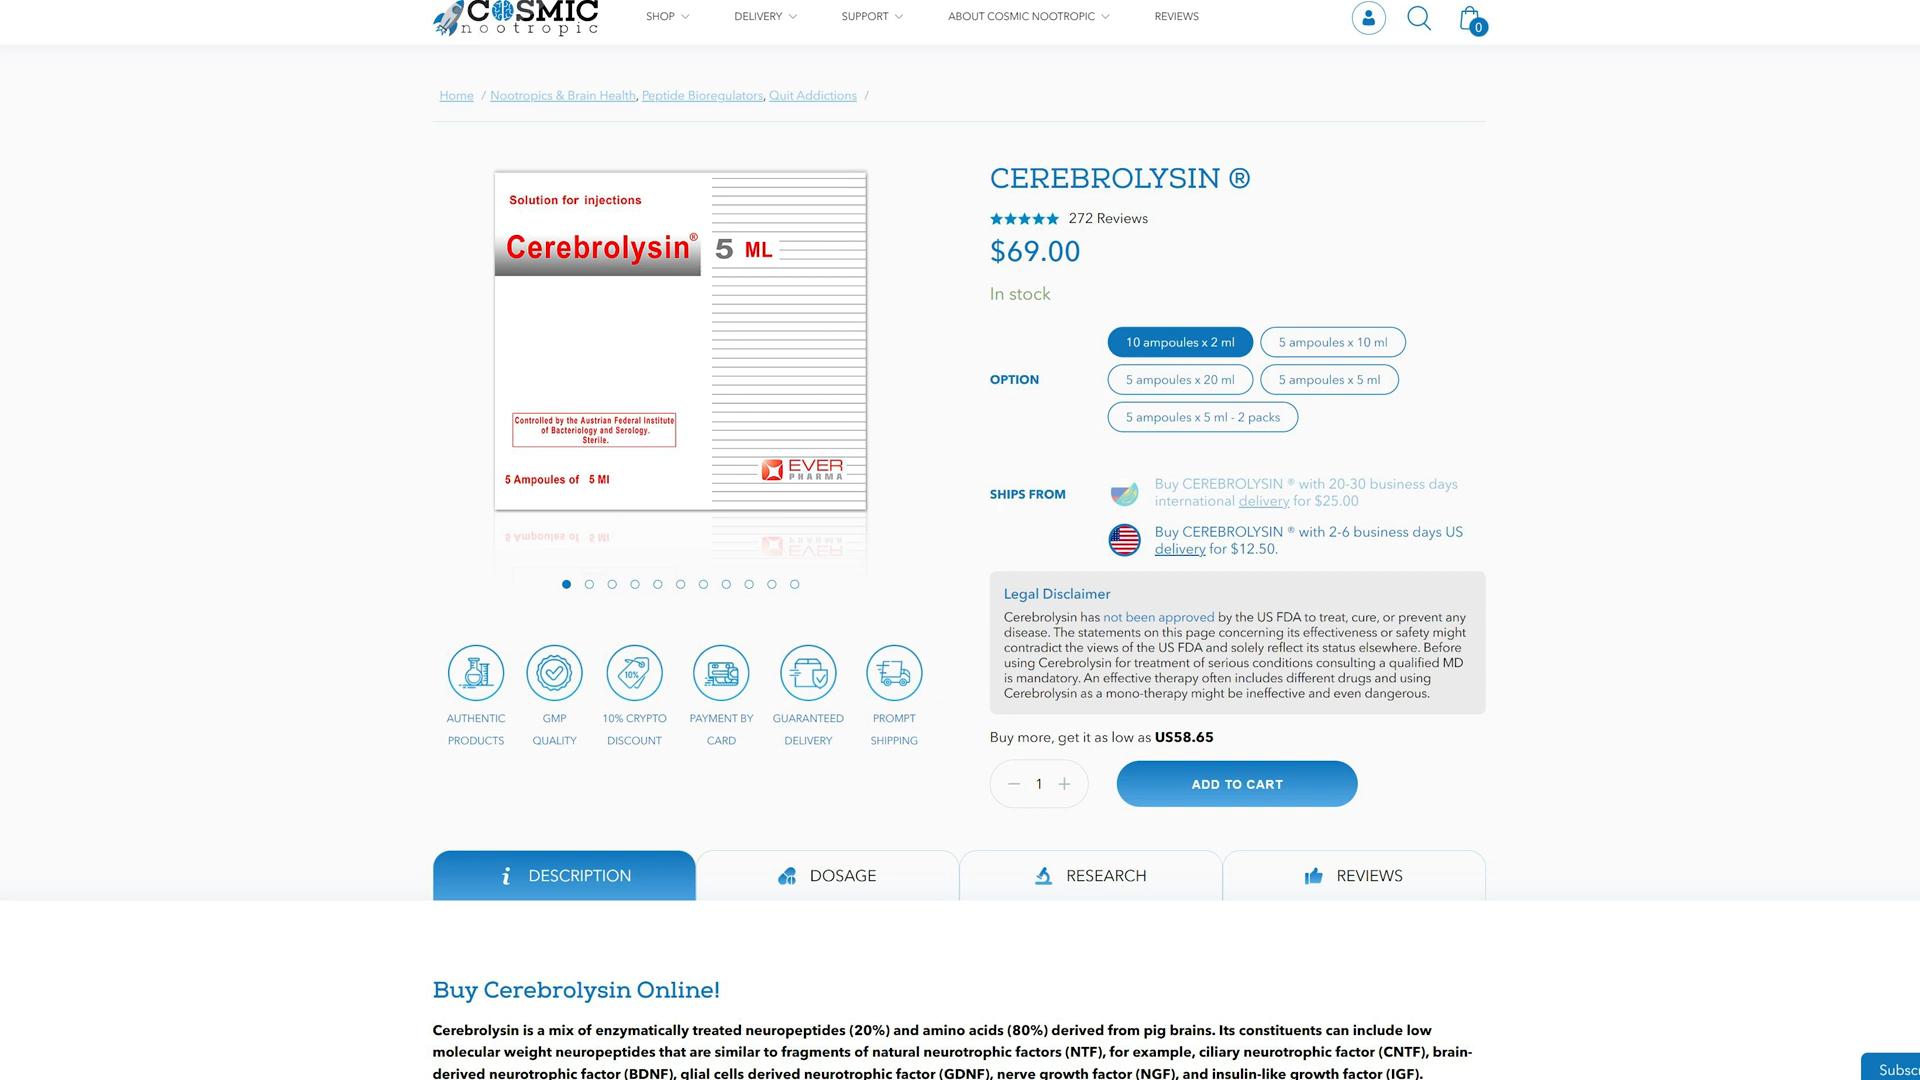 COSMIC
nootropic
SHOP
DELIVERY
SUPPORT
ABOUT COSMIC NOOTROPIC
REVIEWS
0
Home / Nootropics & Brain Health, Peptide Bioregulators, Quit Addictions /
Solution for injections
Cerebrolysin®
5 ML
Controlled by the Austrian Federal Institute
of Bacteriology and Serology.
Sterile.
5 Ampoules of 5 Ml
EVER
PHARMA
CEREBROLYSIN ®
272 Reviews
$69.00
In stock
OPTION
10 ampoules x 2 ml
5 ampoules x 10 ml
5 ampoules x 20 ml
5 ampoules x 5 ml
5 ampoules x 5 ml - 2 packs
SHIPS FROM
Buy CEREBROLYSIN ® with 20-30 business days
international delivery for $25.00
Buy CEREBROLYSIN ® with 2-6 business days US
delivery for $12.50.
Legal Disclaimer
Cerebrolysin has not been approved by the US FDA to treat, cure, or prevent any
disease. The statements on this page concerning its effectiveness or safety might
contradict the views of the US FDA and solely reflect its status elsewhere. Before
using Cerebrolysin for treatment of serious conditions consulting a qualified MD
is mandatory. An effective therapy often includes different drugs and using
Cerebrolysin as a mono-therapy might be ineffective and even dangerous.
Buy more, get it as low as US58.65
1
ADD TO CART
10%
AUTHENTIC
PRODUCTS
GMP
QUALITY
10% CRYPTO
DISCOUNT
PAYMENT BY
CARD
GUARANTEED
DELIVERY
PROMPT
SHIPPING
DESCRIPTION
DOSAGE
RESEARCH
REVIEWS
Buy Cerebrolysin Online!
Cerebrolysin is a mix of enzymatically treated neuropeptides (20%) and amino acids (80%) derived from pig brains. Its constituents can include low
molecular weight neuropeptides that are similar to fragments of natural neurotrophic factors (NTF), for example, ciliary neurotrophic factor (CNTF), brain-
derived neurotrophic factor (BDNF), glial cells derived neurotrophic factor (GDNF), nerve growth factor (NGF), and insulin-like growth factor (IGF).
Subsc